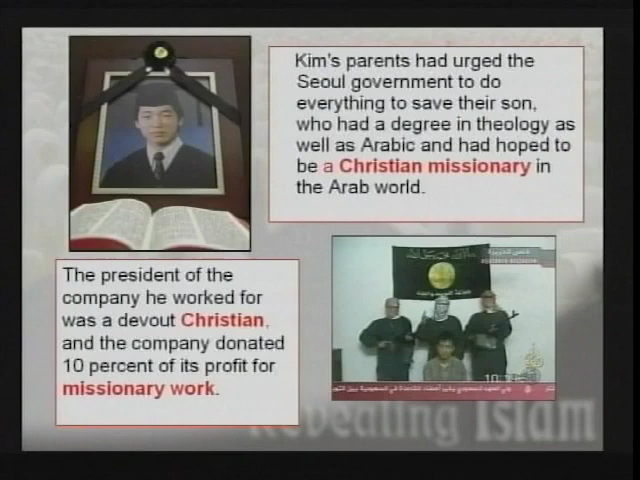 Kim's parents had urged the
Seoul government to do
everything to save their son,
who had a degree in theology as
well as Arabic and had hoped to
be a Christian missionary in
the Arab world.
The president of the
company he worked for
was a devout Christian,
and the company donated
10 percent of its profit for
missionary work.
Revealing Islam